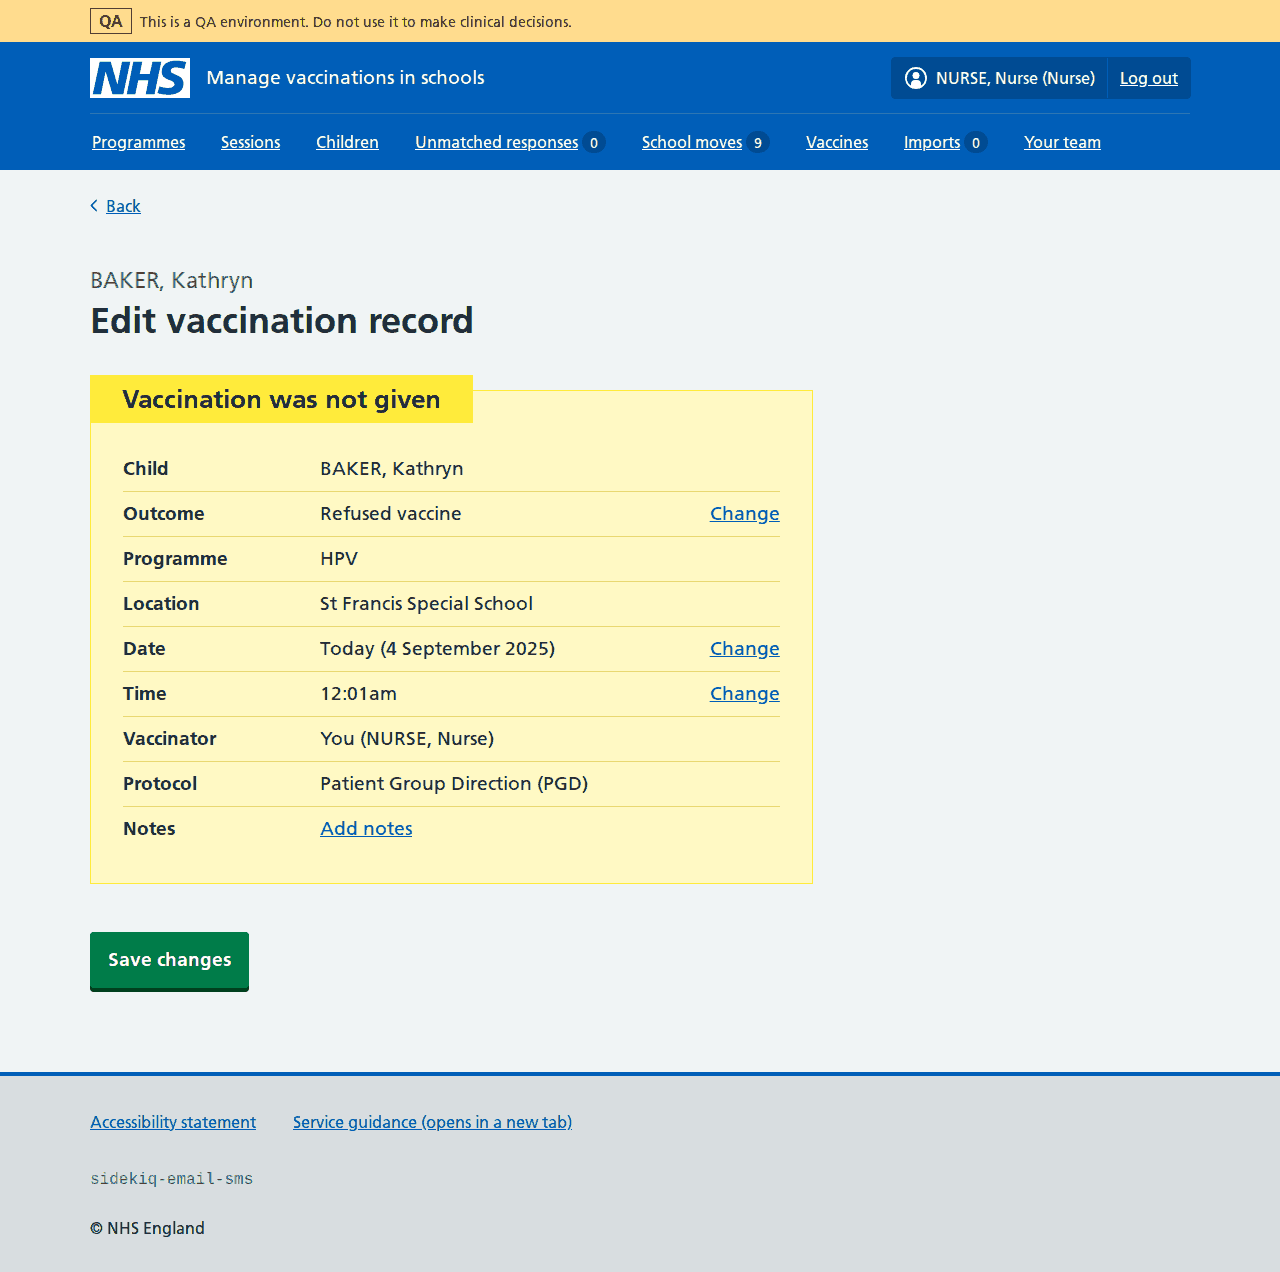 QA This is a QA environment. Do not use it to make clinical decisions.
NHS Manage vaccinations in schools NURSE, Nurse (Nurse) Log out
Programmes Sessions Children Unmatched responses 0 School moves 9 Vaccines Imports 0 Your team
Back
BAKER, Kathryn
Edit vaccination record
Vaccination was not given
Child BAKER, Kathryn
Outcome Refused vaccine Change
Programme HPV
Location St Francis Special School
Date Today (4 September 2025) Change
Time 12:01am Change
Vaccinator You (NURSE, Nurse)
Protocol Patient Group Direction (PGD)
Notes Add notes
Save changes
Accessibility statement Service guidance (opens in a new tab)
sidekiq-email-sms
© NHS England